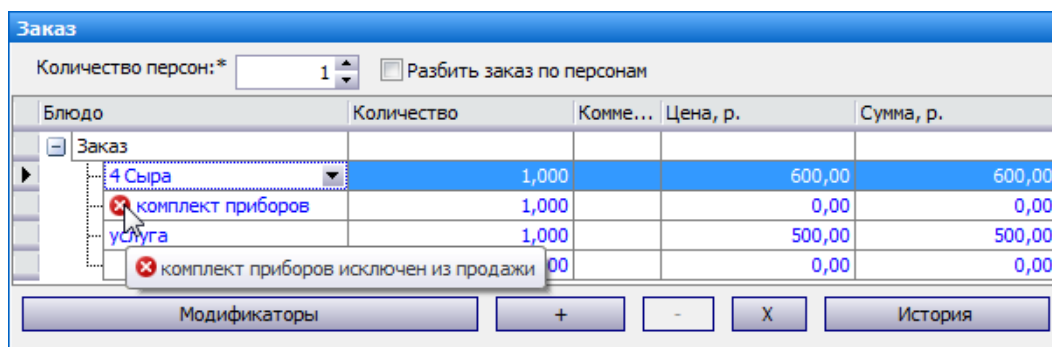 Заказ
Количество персон:* 1 Разбить заказ по персонам
Блюдо Количество Комме... Цена, р. Сумма, р.
Заказ
4 Сыра 1,000 600,00 600,00
комплект приборов 1,000 0,00 0,00
услуга 1,000 500,00 500,00
комплект приборов исключен из продажи 00 0,00 0,00
Модификаторы + - X История